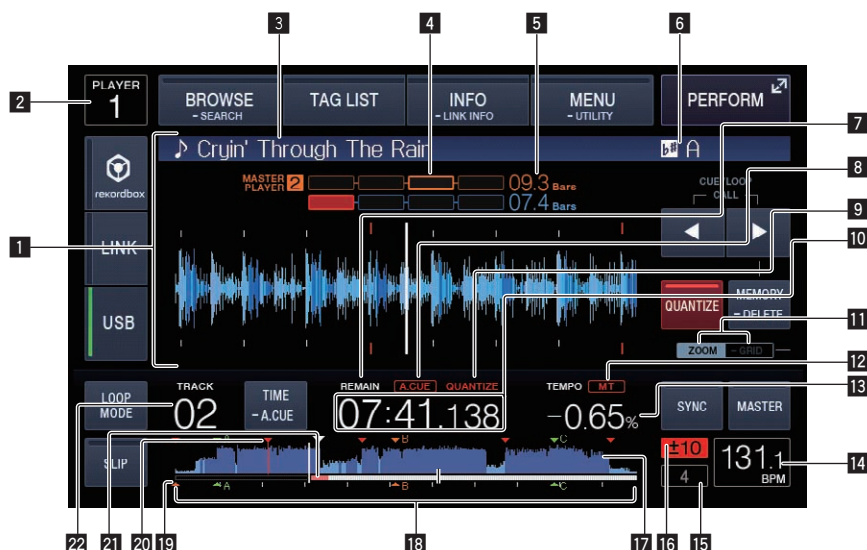 3 4 5 6
2 PLAYER 1 BROWSE - SEARCH TAG LIST INFO - LINK INFO MENU - UTILITY PERFORM
7
♪ Cryin' Through The Rain ♭♯ A
8
rekordbox MASTER PLAYER 2 09.3 Bars CUE/LOOP CALL
07.4 Bars 9
1 LINK 10
USB QUANTIZE MEMORY - DELETE
11
ZOOM - GRID
12
LOOP MODE TRACK 02 TIME - A.CUE REMAIN A.CUE QUANTIZE 07:41.138 TEMPO MT -0.65% SYNC MASTER 13
A B C
SLIP ±10 131.1 BPM 14
4
A B C
22 21 20 19 18 17 16 15